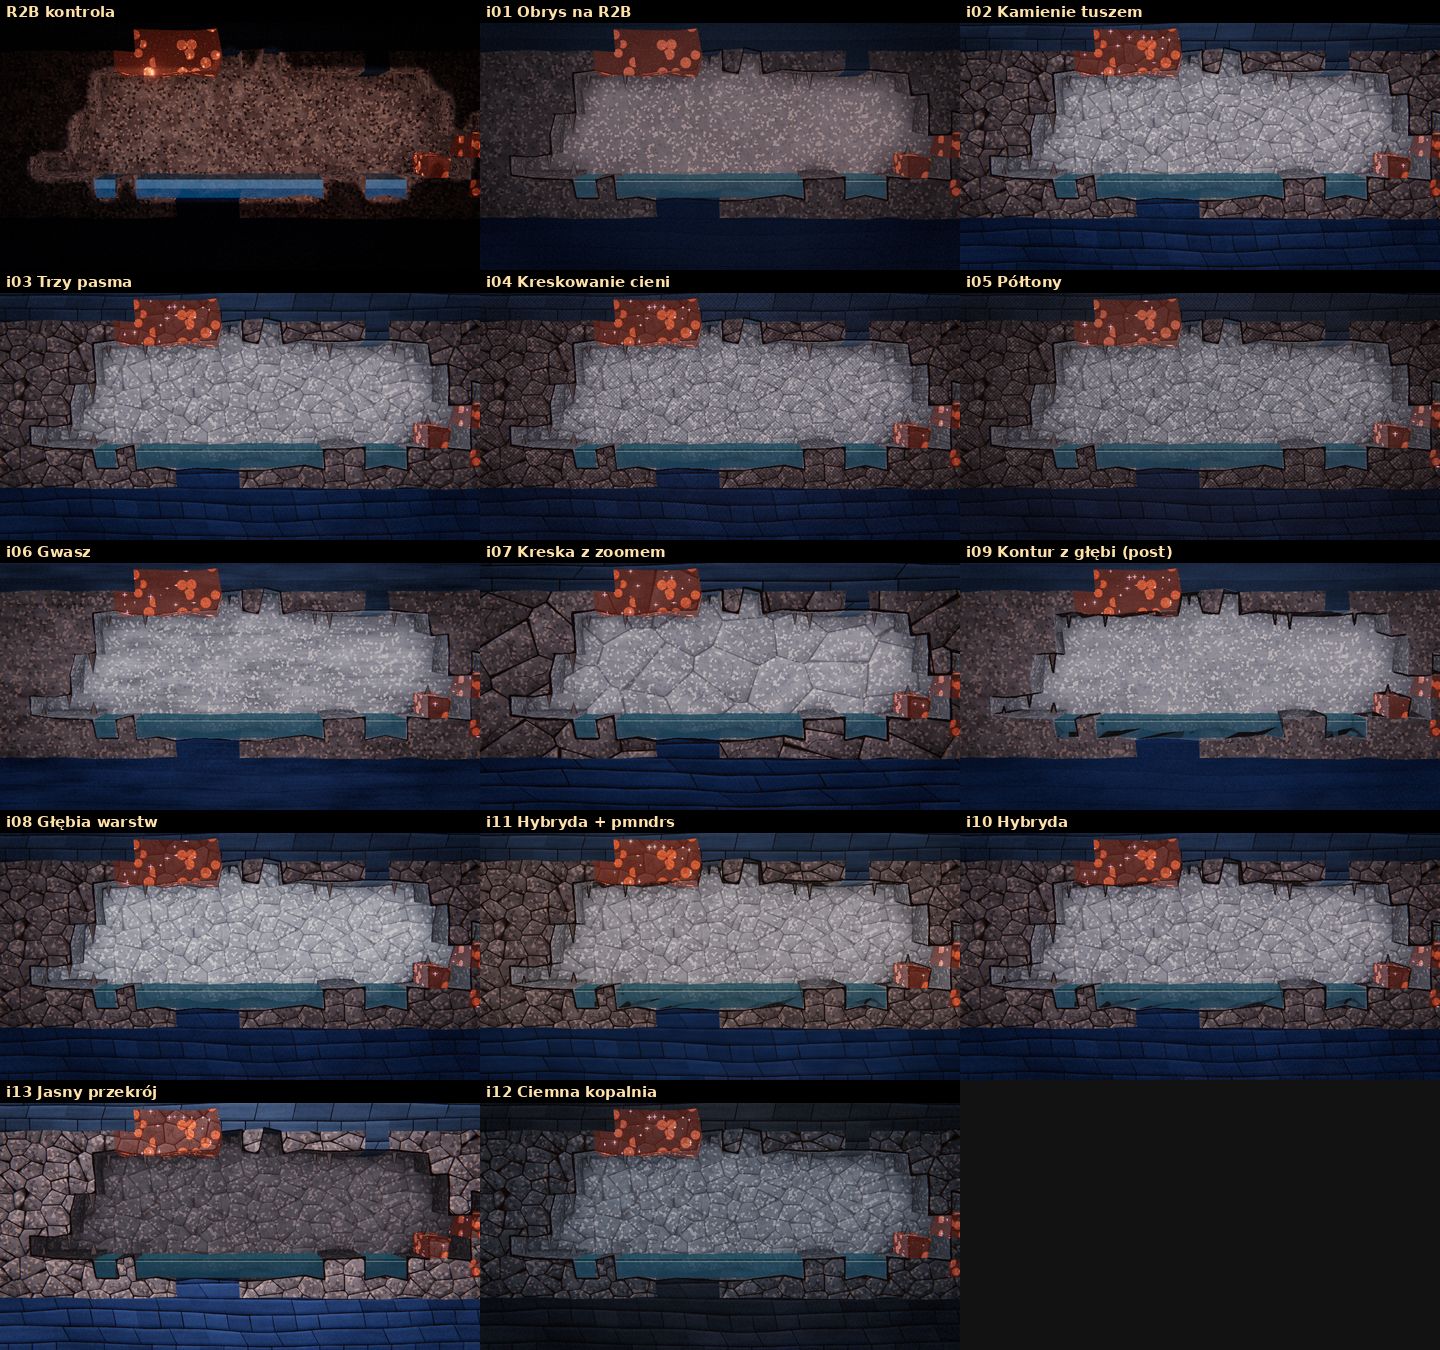 R2B kontrola
i01 Obrys na R2B
i02 Kamienie tuszem
i03 Trzy pasma
i04 Kreskowanie cieni
i05 Półtony
i06 Gwasz
i07 Kreska z zoomem
i09 Kontur z głębi (post)
i08 Głębia warstw
i11 Hybryda + pmndrs
i10 Hybryda
i13 Jasny przekrój
i12 Ciemna kopalnia